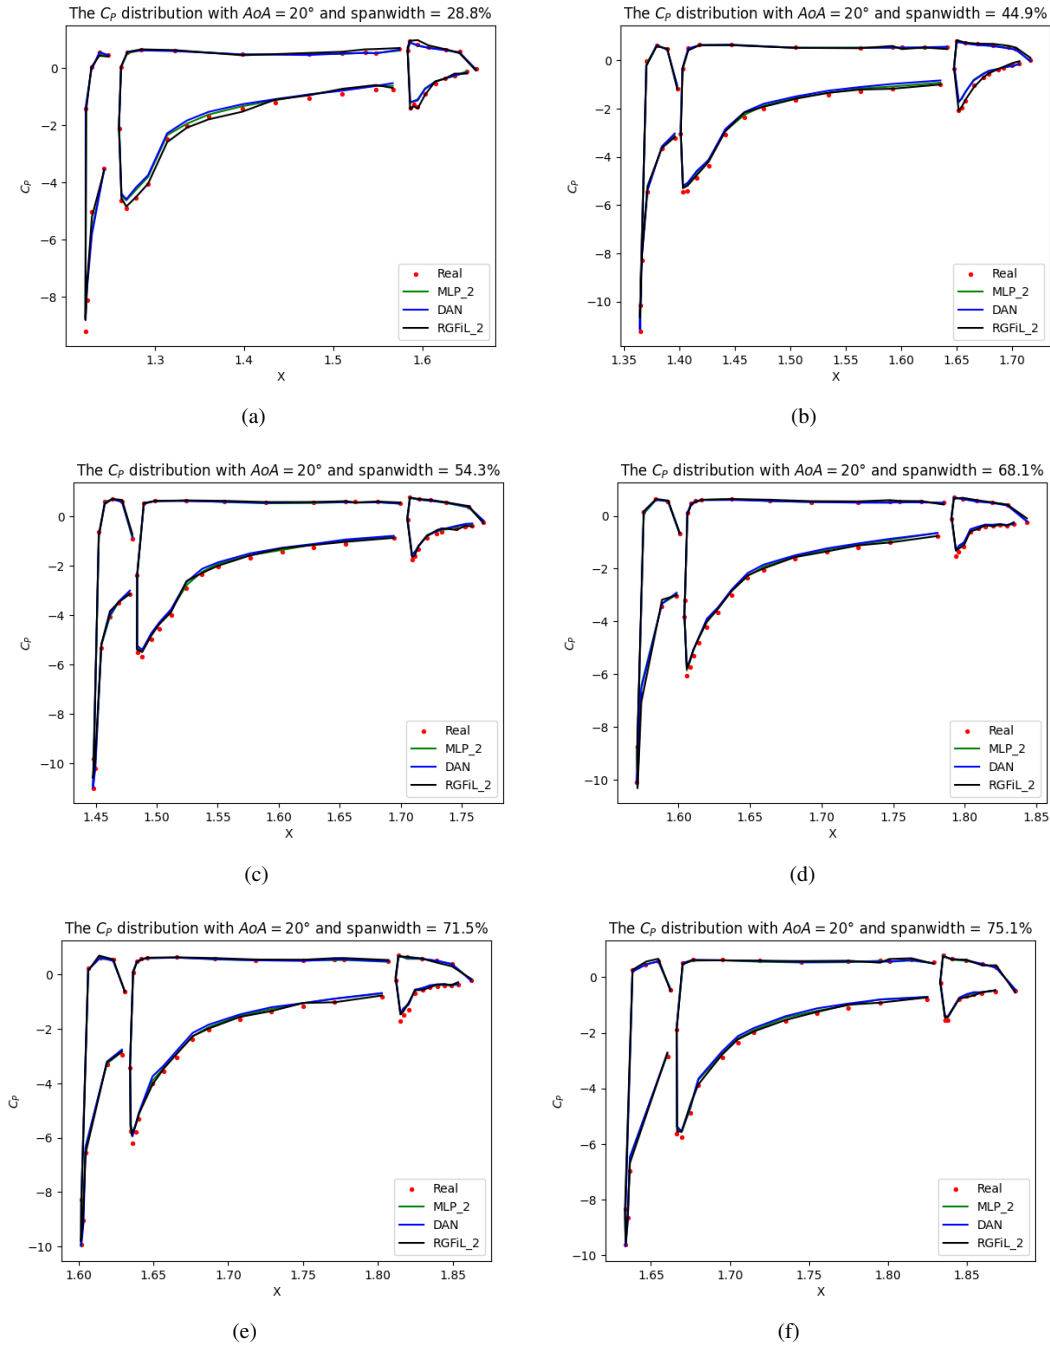 The C_P distribution with AoA = 20° and spanwidth = 28.8%
0
−2
−4
−6
−8
C_P
1.3 1.4 1.5 1.6
X
Real
MLP_2
DAN
RGFiL_2
(a)
The C_P distribution with AoA = 20° and spanwidth = 44.9%
0
−2
−4
−6
−8
−10
C_P
1.35 1.40 1.45 1.50 1.55 1.60 1.65 1.70
X
Real
MLP_2
DAN
RGFiL_2
(b)
The C_P distribution with AoA = 20° and spanwidth = 54.3%
0
−2
−4
−6
−8
−10
C_P
1.45 1.50 1.55 1.60 1.65 1.70 1.75
X
Real
MLP_2
DAN
RGFiL_2
(c)
The C_P distribution with AoA = 20° and spanwidth = 68.1%
0
−2
−4
−6
−8
−10
C_P
1.60 1.65 1.70 1.75 1.80 1.85
X
Real
MLP_2
DAN
RGFiL_2
(d)
The C_P distribution with AoA = 20° and spanwidth = 71.5%
0
−2
−4
−6
−8
−10
C_P
1.60 1.65 1.70 1.75 1.80 1.85
X
Real
MLP_2
DAN
RGFiL_2
(e)
The C_P distribution with AoA = 20° and spanwidth = 75.1%
0
−2
−4
−6
−8
−10
C_P
1.65 1.70 1.75 1.80 1.85
X
Real
MLP_2
DAN
RGFiL_2
(f)